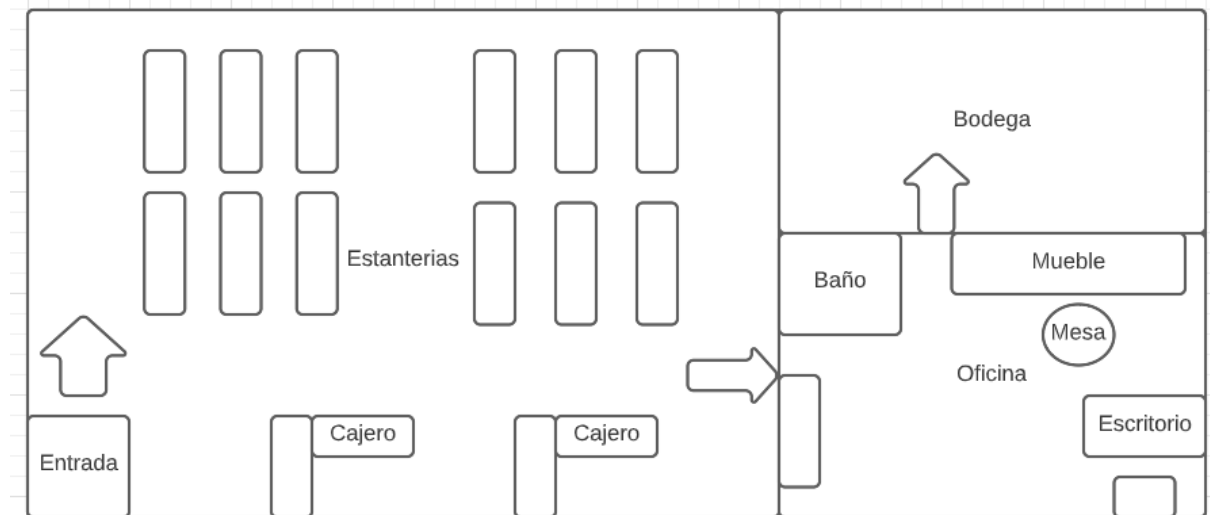 Bodega
Estanterias
Baño
Mueble
Mesa
Oficina
Entrada
Cajero
Cajero
Escritorio